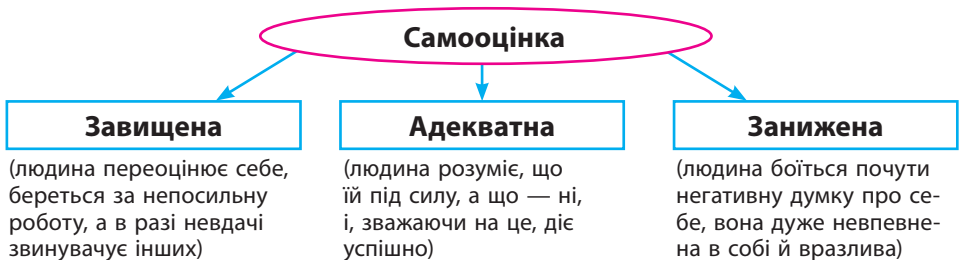 Самооцінка
Завищена
(людина переоцінює себе,
береться за непосильну
роботу, а в разі невдачі
звинувачує інших)
Адекватна
(людина розуміє, що
їй під силу, а що — ні,
і, зважаючи на це, діє
успішно)
Занижена
(людина боїться почути
негативну думку про се-
бе, вона дуже невпевне-
на в собі й вразлива)